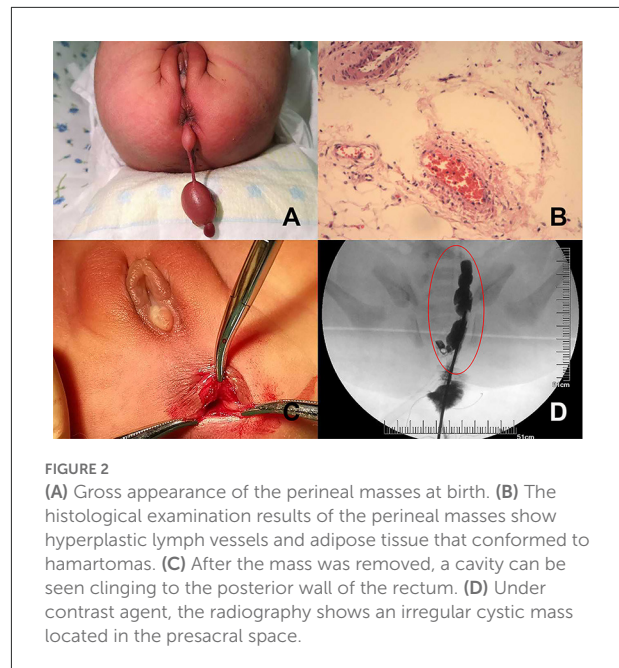 A
B
C
D
51cm
FIGURE 2
(A) Gross appearance of the perineal masses at birth. (B) The
histological examination results of the perineal masses show
hyperplastic lymph vessels and adipose tissue that conformed to
hamartomas. (C) After the mass was removed, a cavity can be
seen clinging to the posterior wall of the rectum. (D) Under
contrast agent, the radiography shows an irregular cystic mass
located in the presacral space.